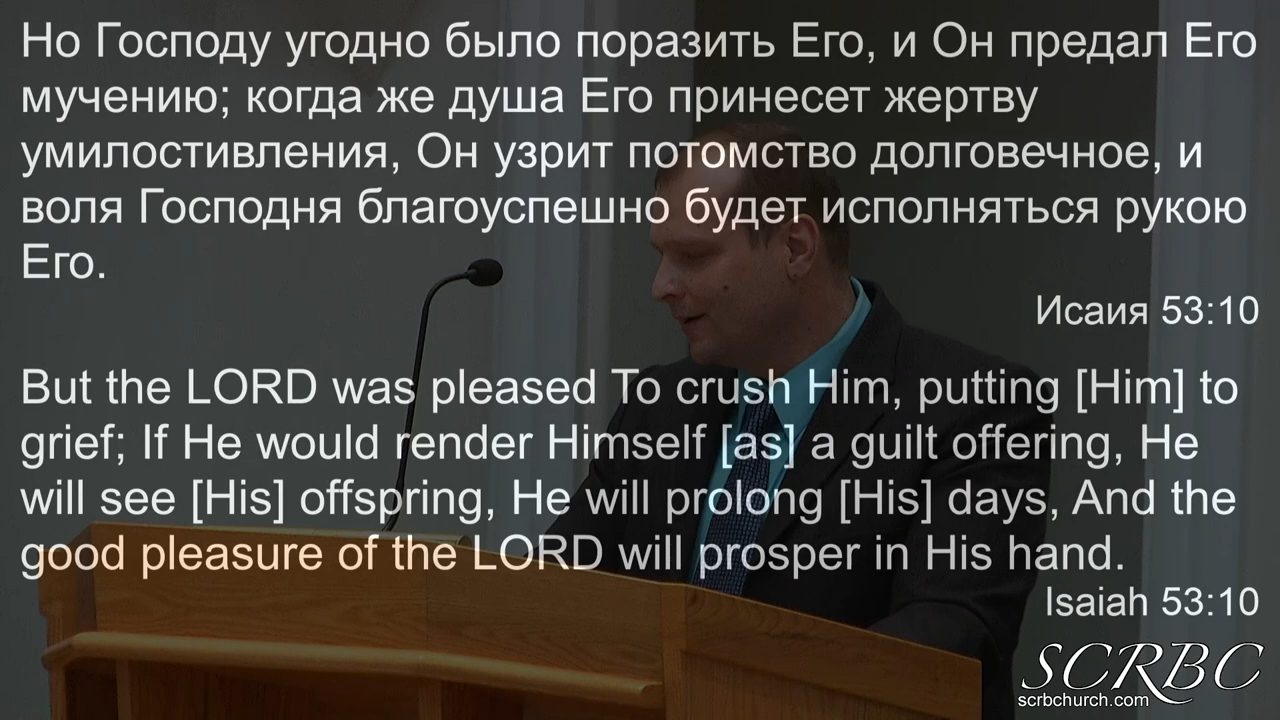 Но Господу угодно было поразить Его, и Он предал Его
мучению; когда же душа Его принесет жертву
умилостивления, Он узрит потомство долговечное, и
воля Господня благоуспешно будет исполняться рукою
Его.
Исаия 53:10
But the LORD was pleased To crush Him, putting [Him] to
grief; If He would render Himself [as] a guilt offering, He
will see [His] offspring, He will prolong [His] days, And the
good pleasure of the LORD will prosper in His hand.
Isaiah 53:10
SCRBC
scrbchurch.com